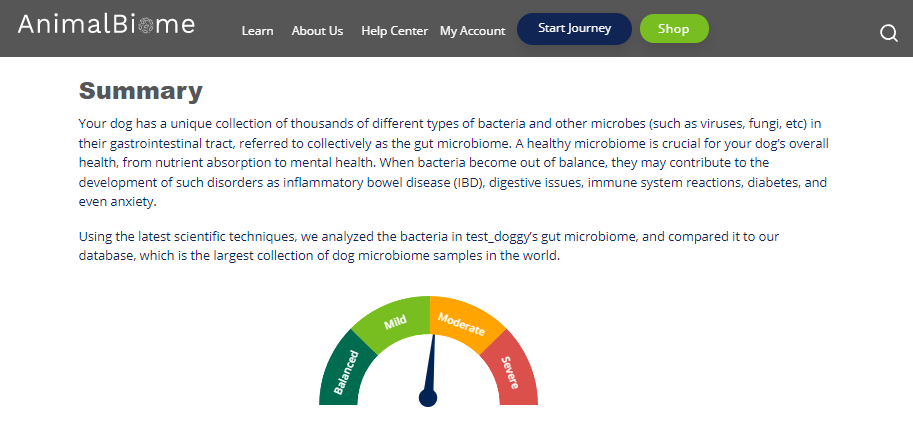 AnimalBiome
Learn About Us Help Center My Account Start Journey Shop
Summary
Your dog has a unique collection of thousands of different types of bacteria and other microbes (such as viruses, fungi, etc) in
their gastrointestinal tract, referred to collectively as the gut microbiome. A healthy microbiome is crucial for your dog’s overall
health, from nutrient absorption to mental health. When bacteria become out of balance, they may contribute to the
development of such disorders as inflammatory bowel disease (IBD), digestive issues, immune system reactions, diabetes, and
even anxiety.
Using the latest scientific techniques, we analyzed the bacteria in test_doggy’s gut microbiome, and compared it to our
database, which is the largest collection of dog microbiome samples in the world.
Balanced
Mild
Moderate
Severe